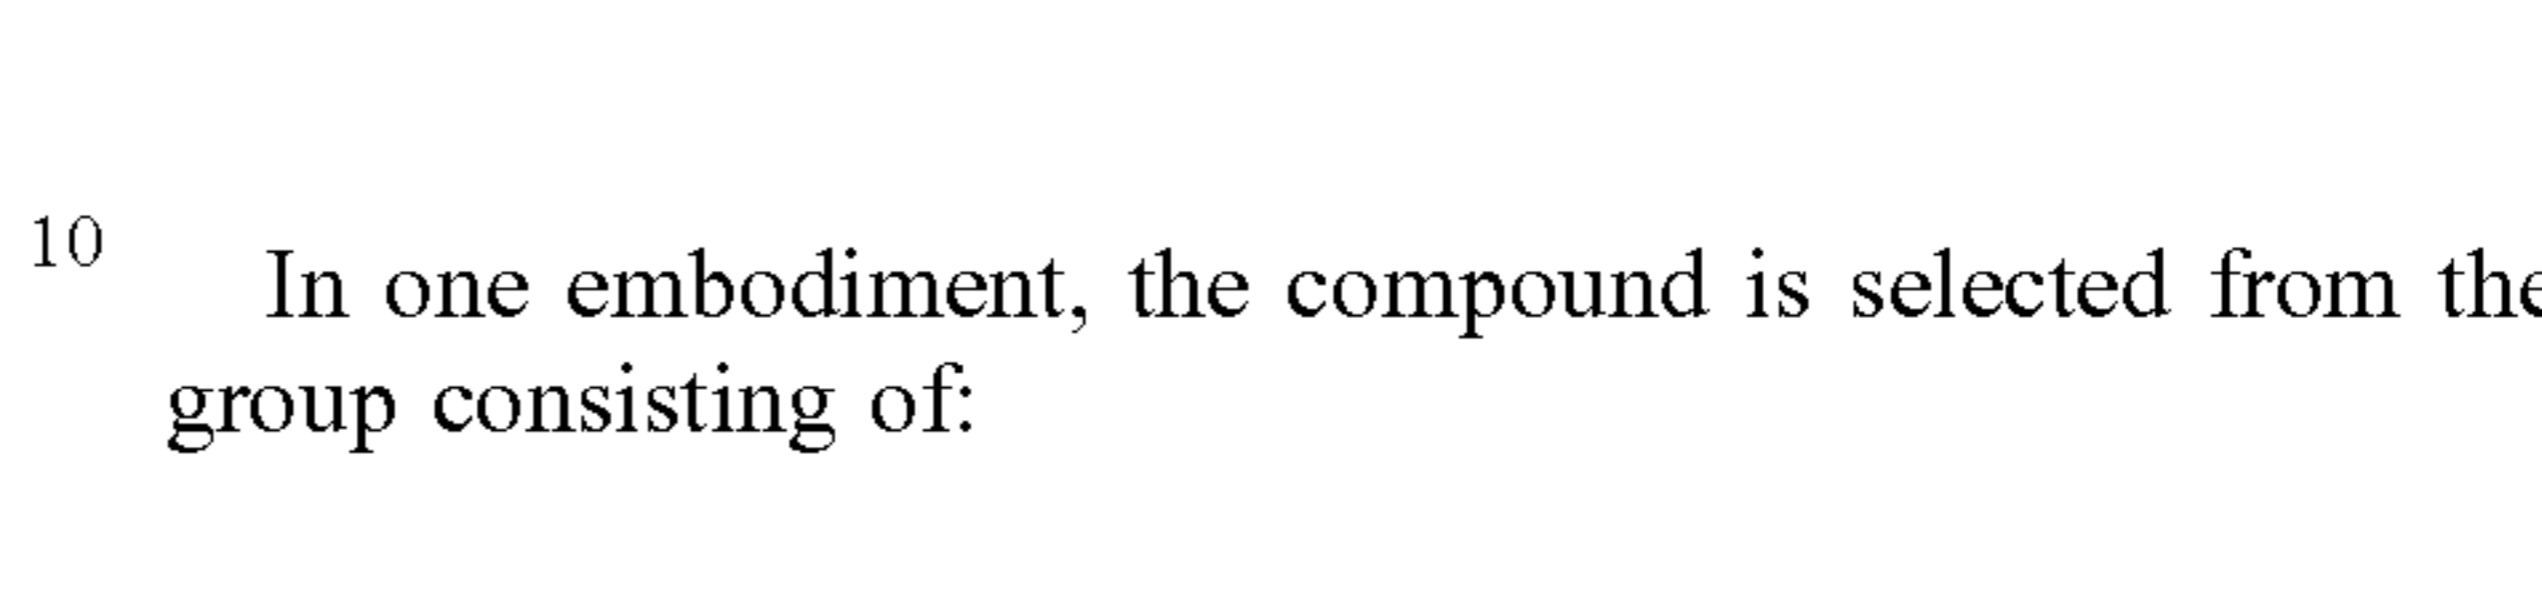 10
In one embodiment, the compound is selected from the
group consisting of: